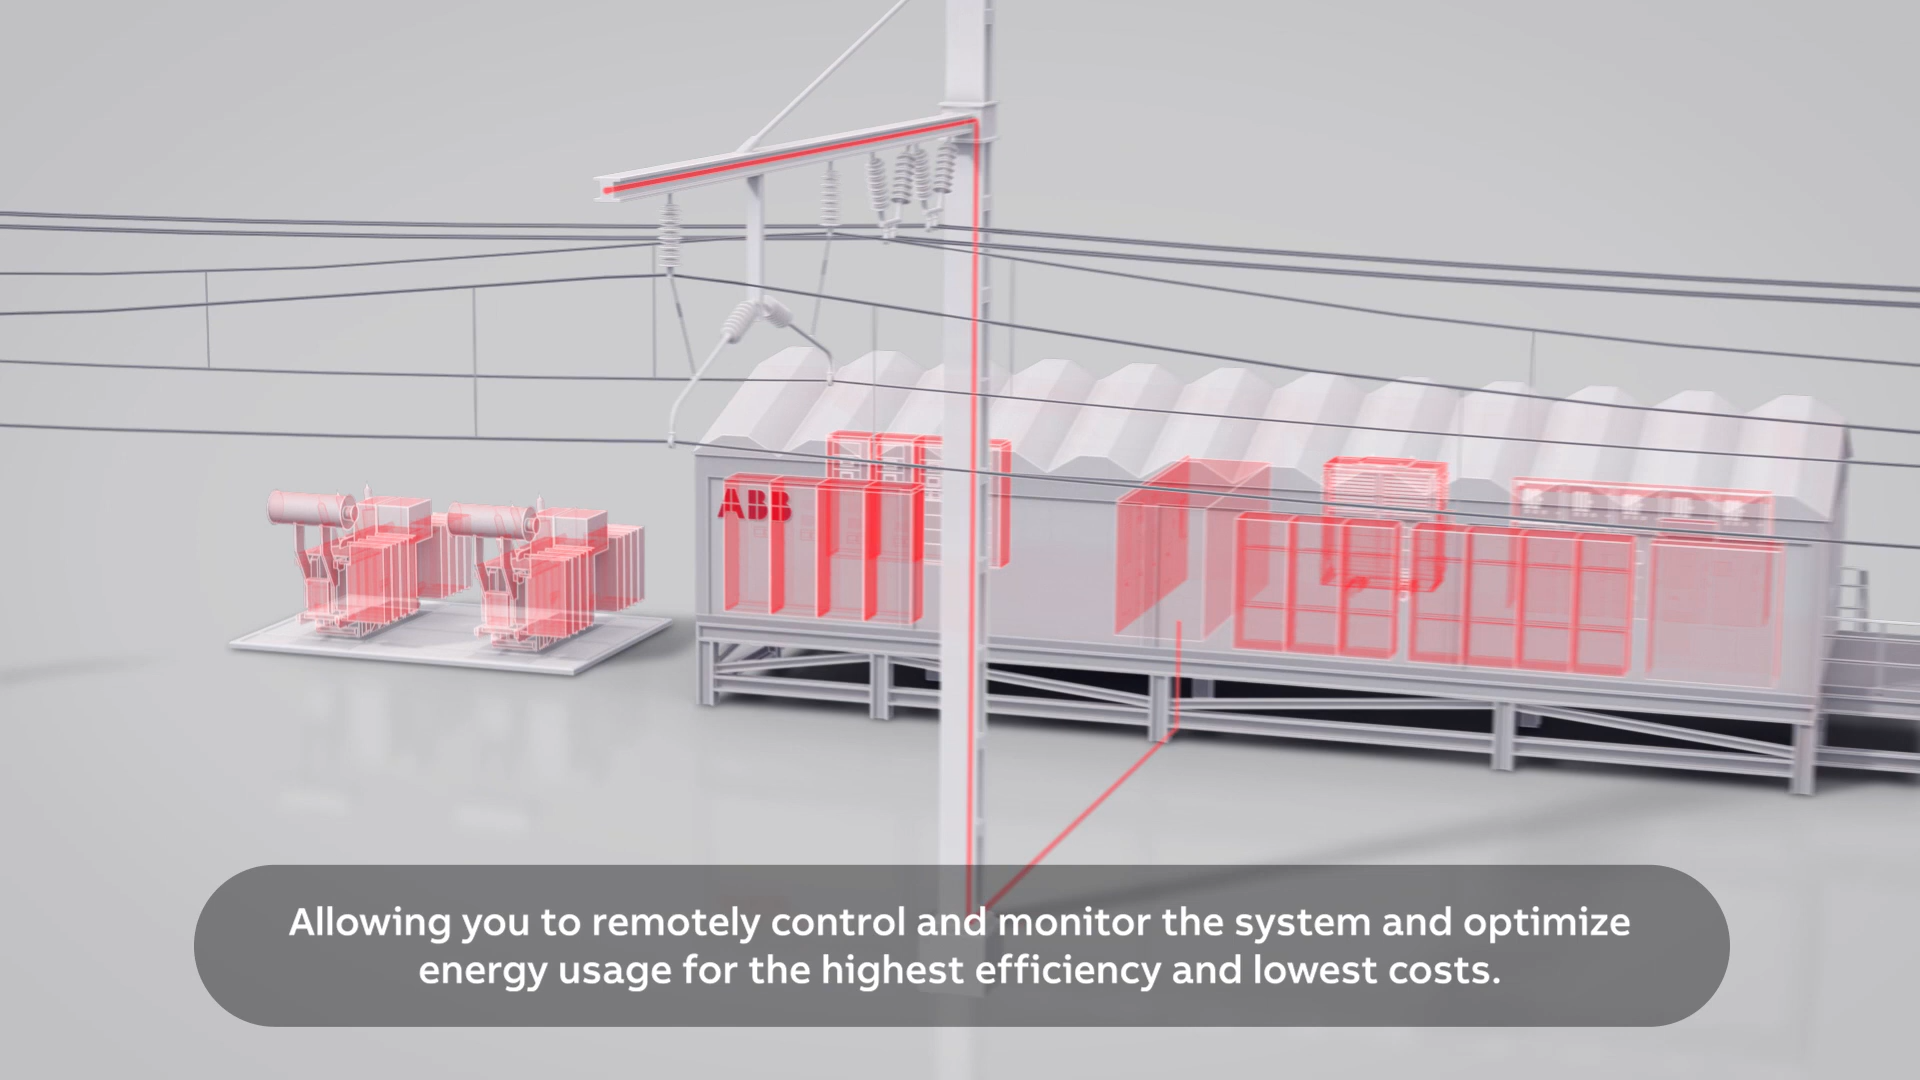 ABB
Allowing you to remotely control and monitor the system and optimize
energy usage for the highest efficiency and lowest costs.